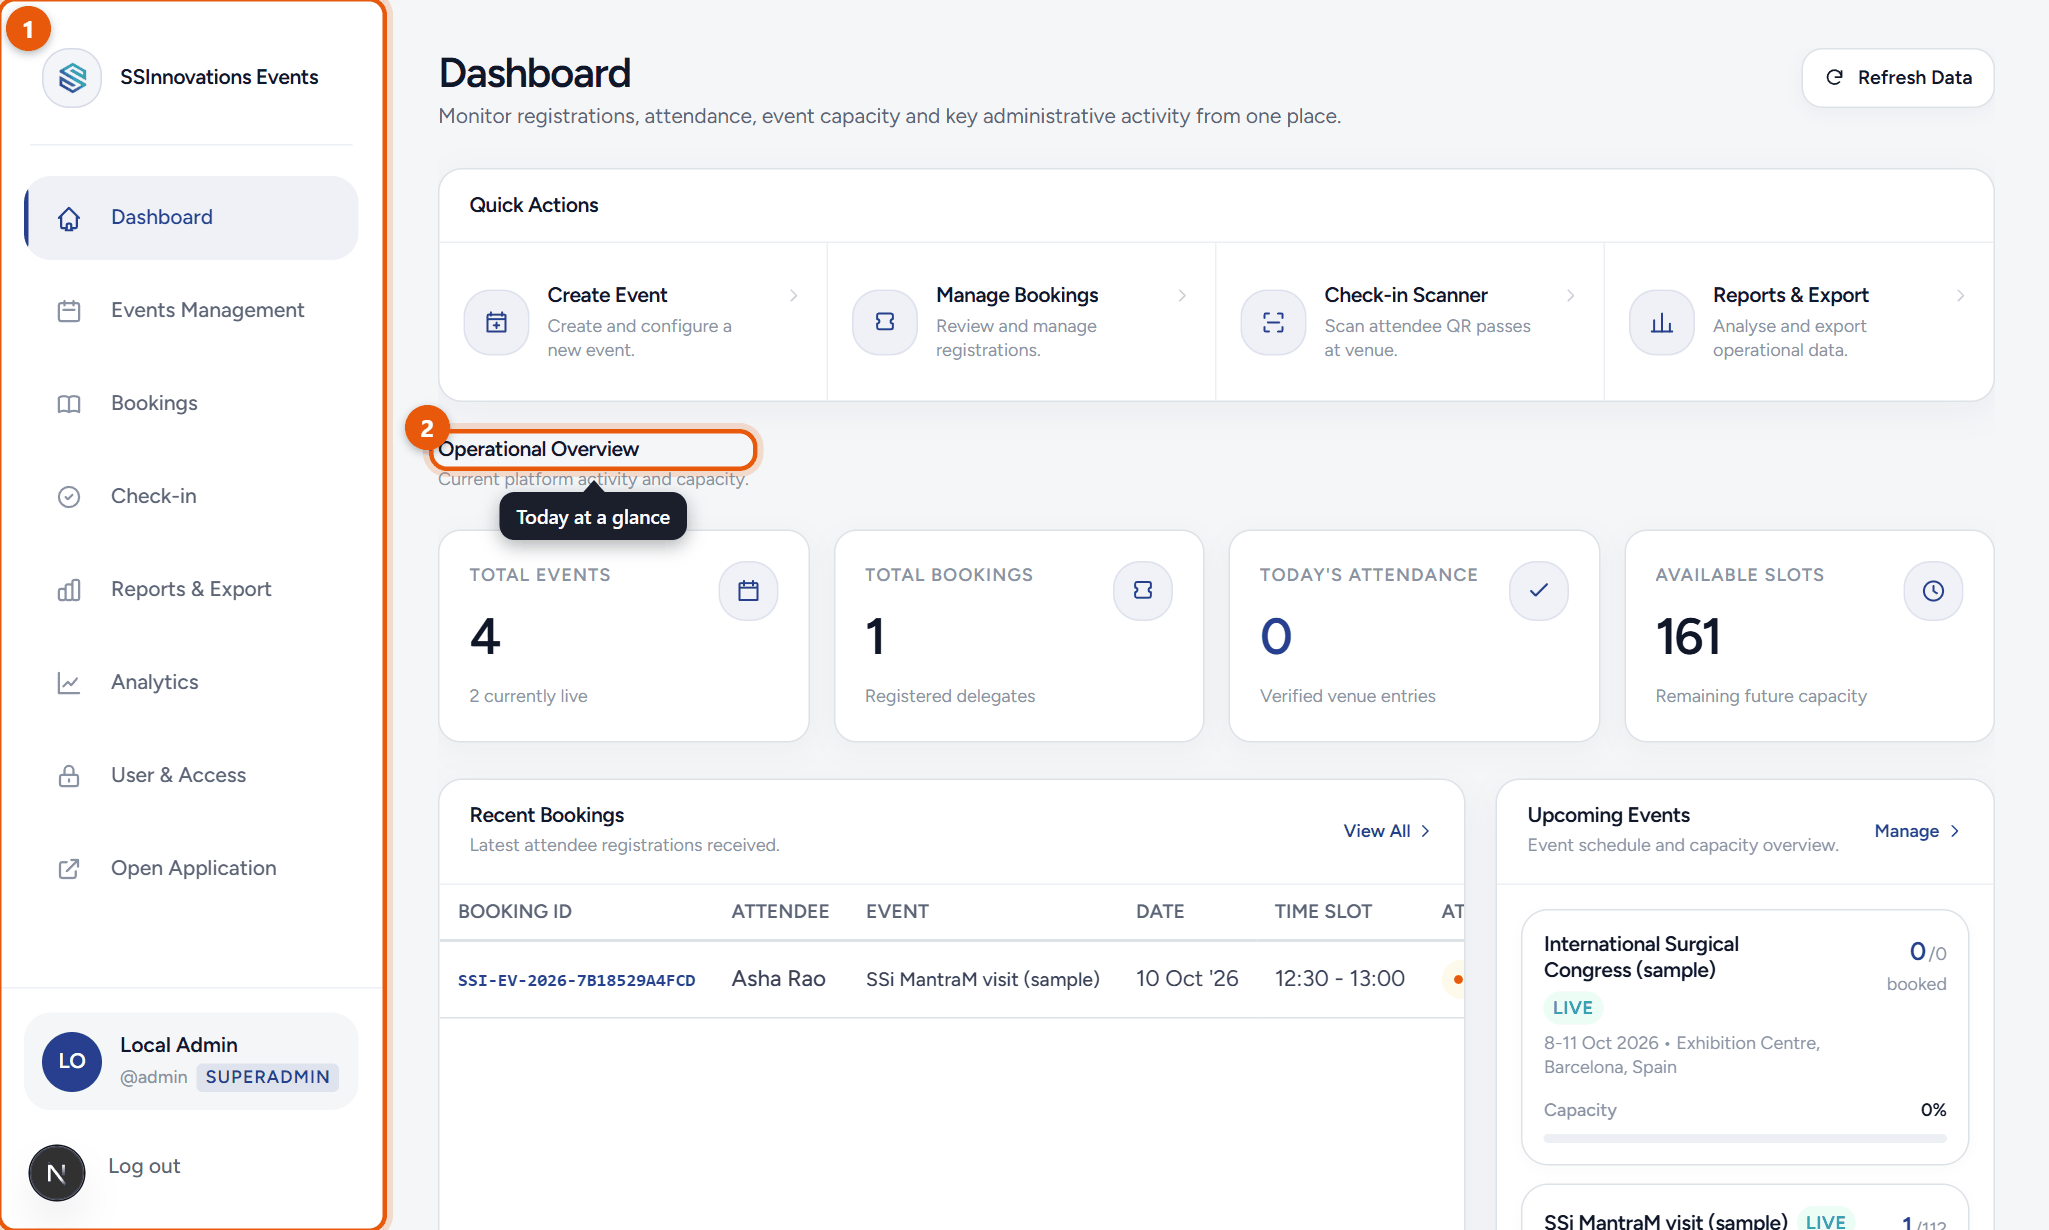 1
SSInnovations Events
Dashboard
Events Management
Bookings
Check-in
Reports & Export
Analytics
User & Access
Open Application
LO
Local Admin
@admin SUPERADMIN
N
Log out
Dashboard
Monitor registrations, attendance, event capacity and key administrative activity from one place.
Refresh Data
Quick Actions
Create Event
Create and configure a
new event.
Manage Bookings
Review and manage
registrations.
Check-in Scanner
Scan attendee QR passes
at venue.
Reports & Export
Analyse and export
operational data.
2
Operational Overview
Current platform activity and capacity.
Today at a glance
TOTAL EVENTS
4
2 currently live
TOTAL BOOKINGS
1
Registered delegates
TODAY'S ATTENDANCE
0
Verified venue entries
AVAILABLE SLOTS
161
Remaining future capacity
Recent Bookings
Latest attendee registrations received.
View All
BOOKING ID ATTENDEE EVENT DATE TIME SLOT AT
SSI-EV-2026-7B18529A4FCD Asha Rao SSi MantraM visit (sample) 10 Oct '26 12:30 - 13:00
Upcoming Events
Event schedule and capacity overview.
Manage
International Surgical
Congress (sample)
0/0
booked
LIVE
8-11 Oct 2026 • Exhibition Centre,
Barcelona, Spain
Capacity 0%
SSi MantraM visit (sample) LIVE 1/112